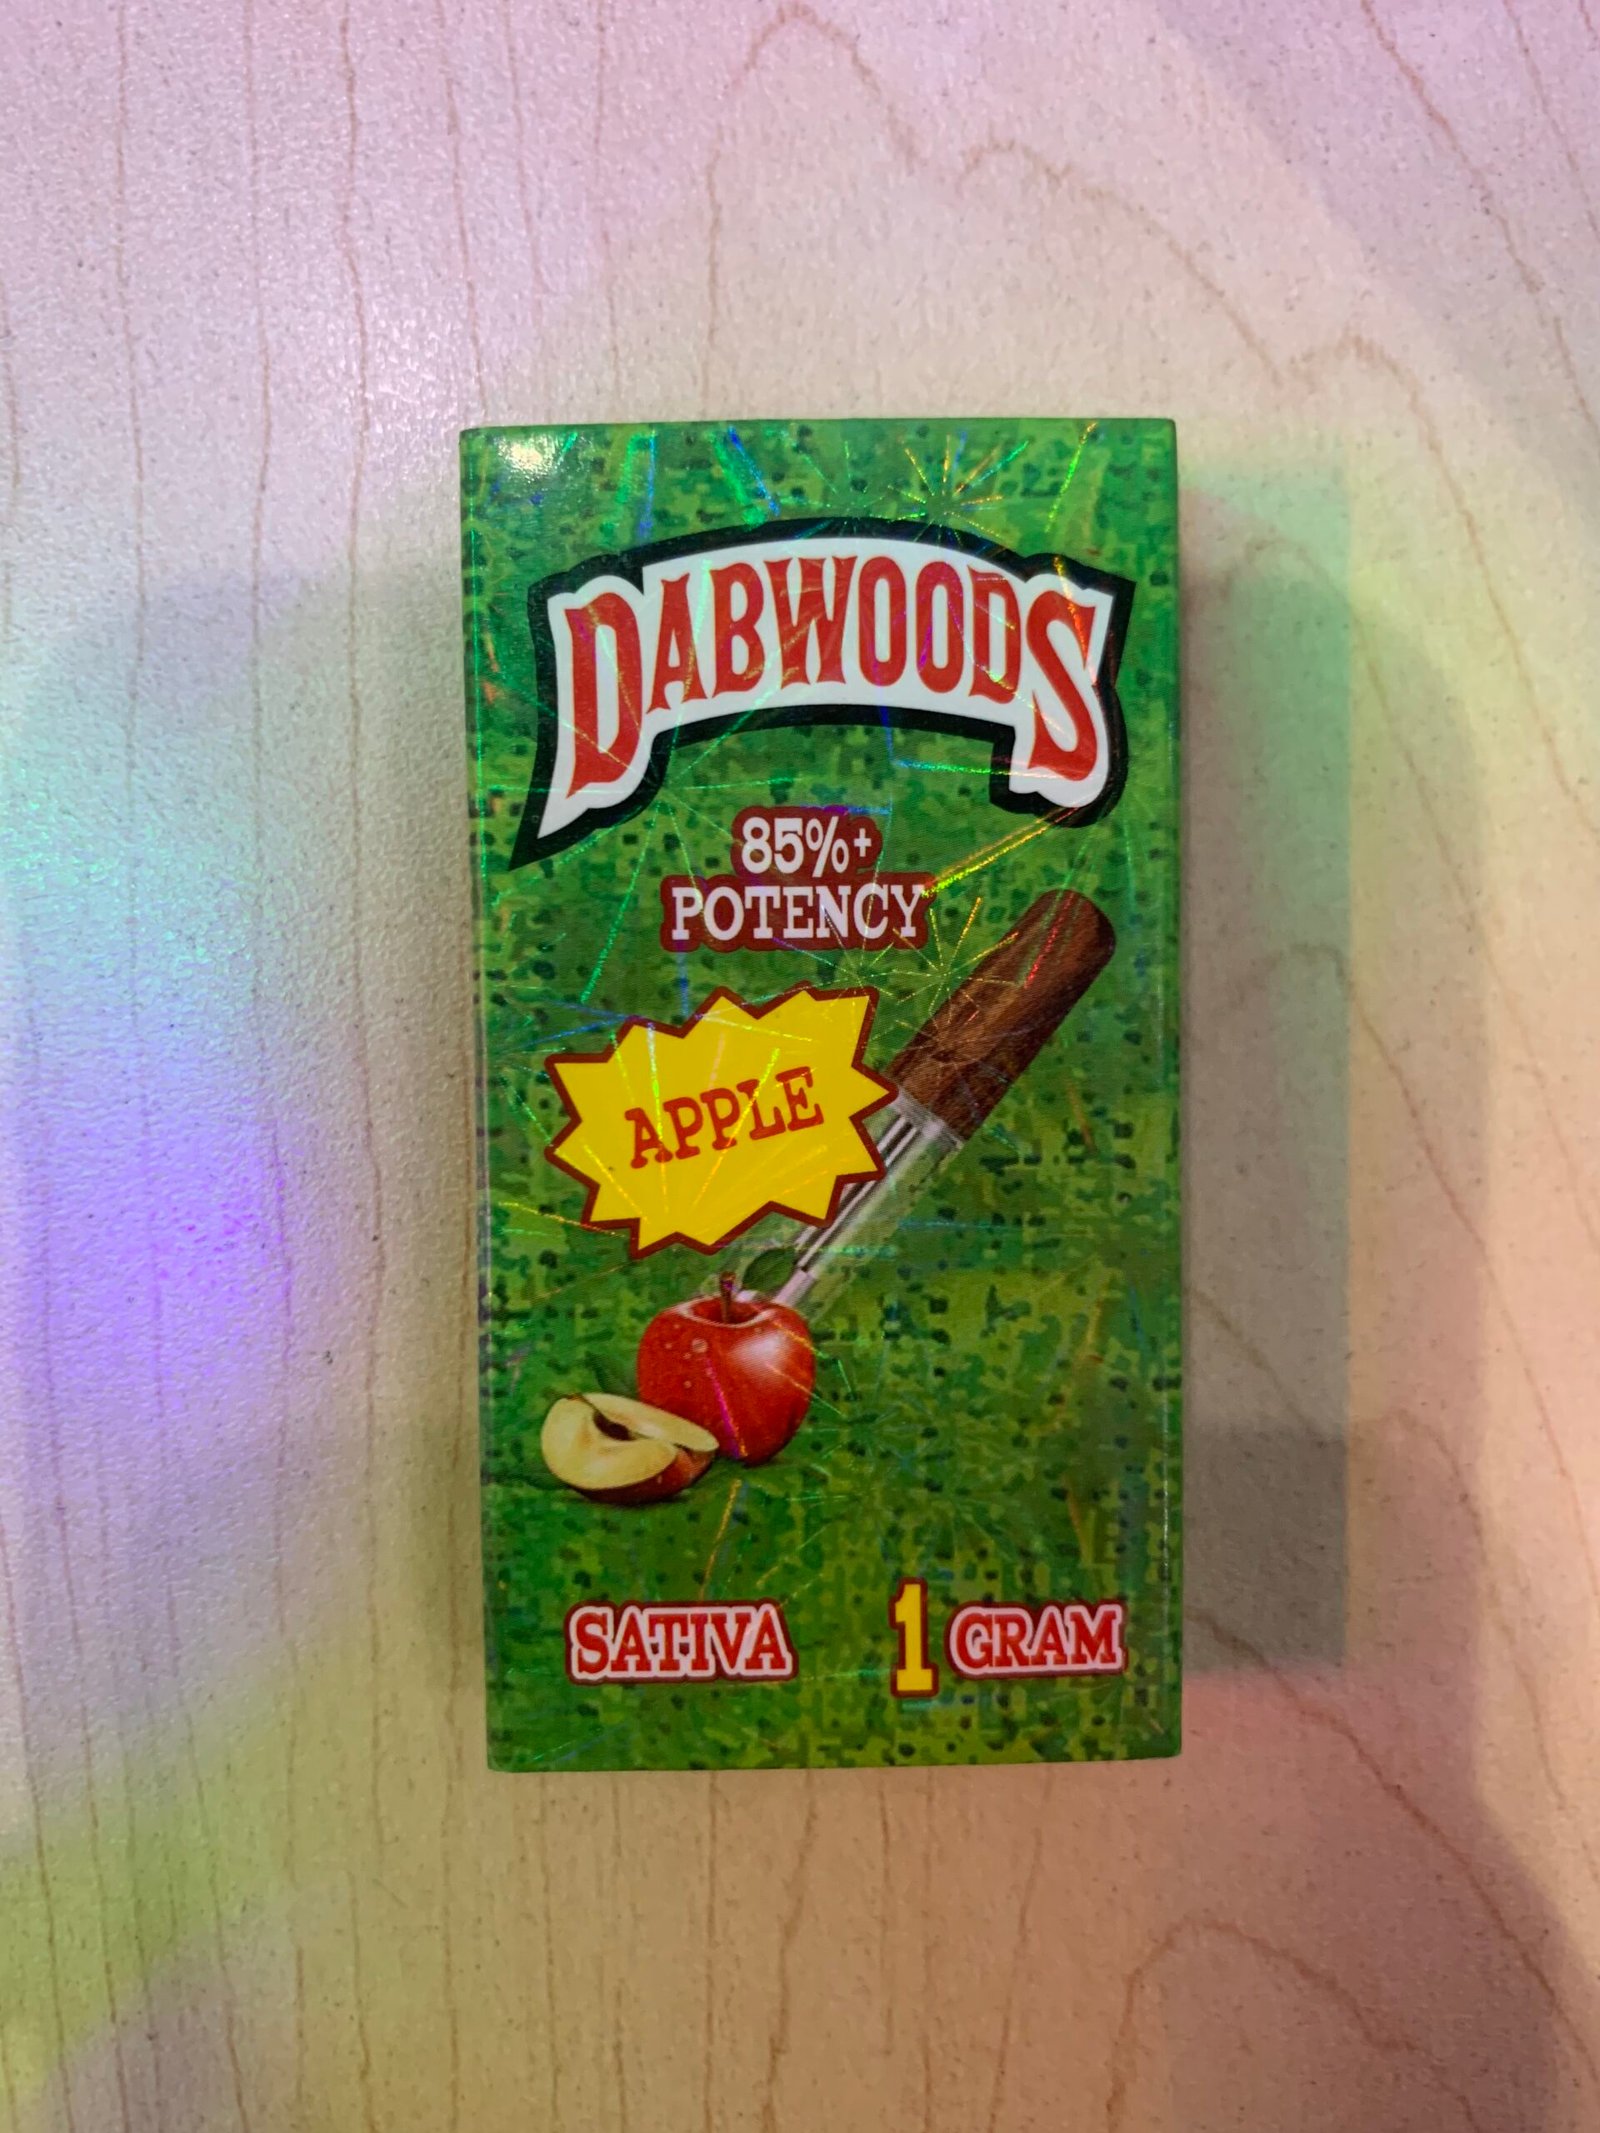 DABWOODS
85%+
POTENCY
APPLE
SATIVA
1 GRAM